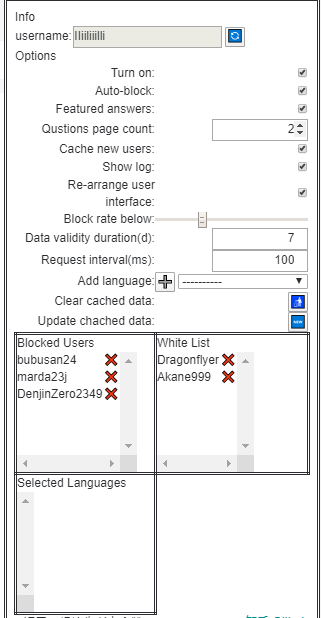 Info
username:
Options
Turn on:
Auto-block:
Featured answers:
Qustions page count: 2
Cache new users:
Show log:
Re-arrange user
interface:
Block rate below:
Data validity duration(d): 7
Request interval(ms): 100
Add language: ----------
Clear cached data:
Update chached data:
Blocked Users
bubusan24
marda23j
DenjinZero2349
White List
Dragonflyer
Akane999
Selected Languages